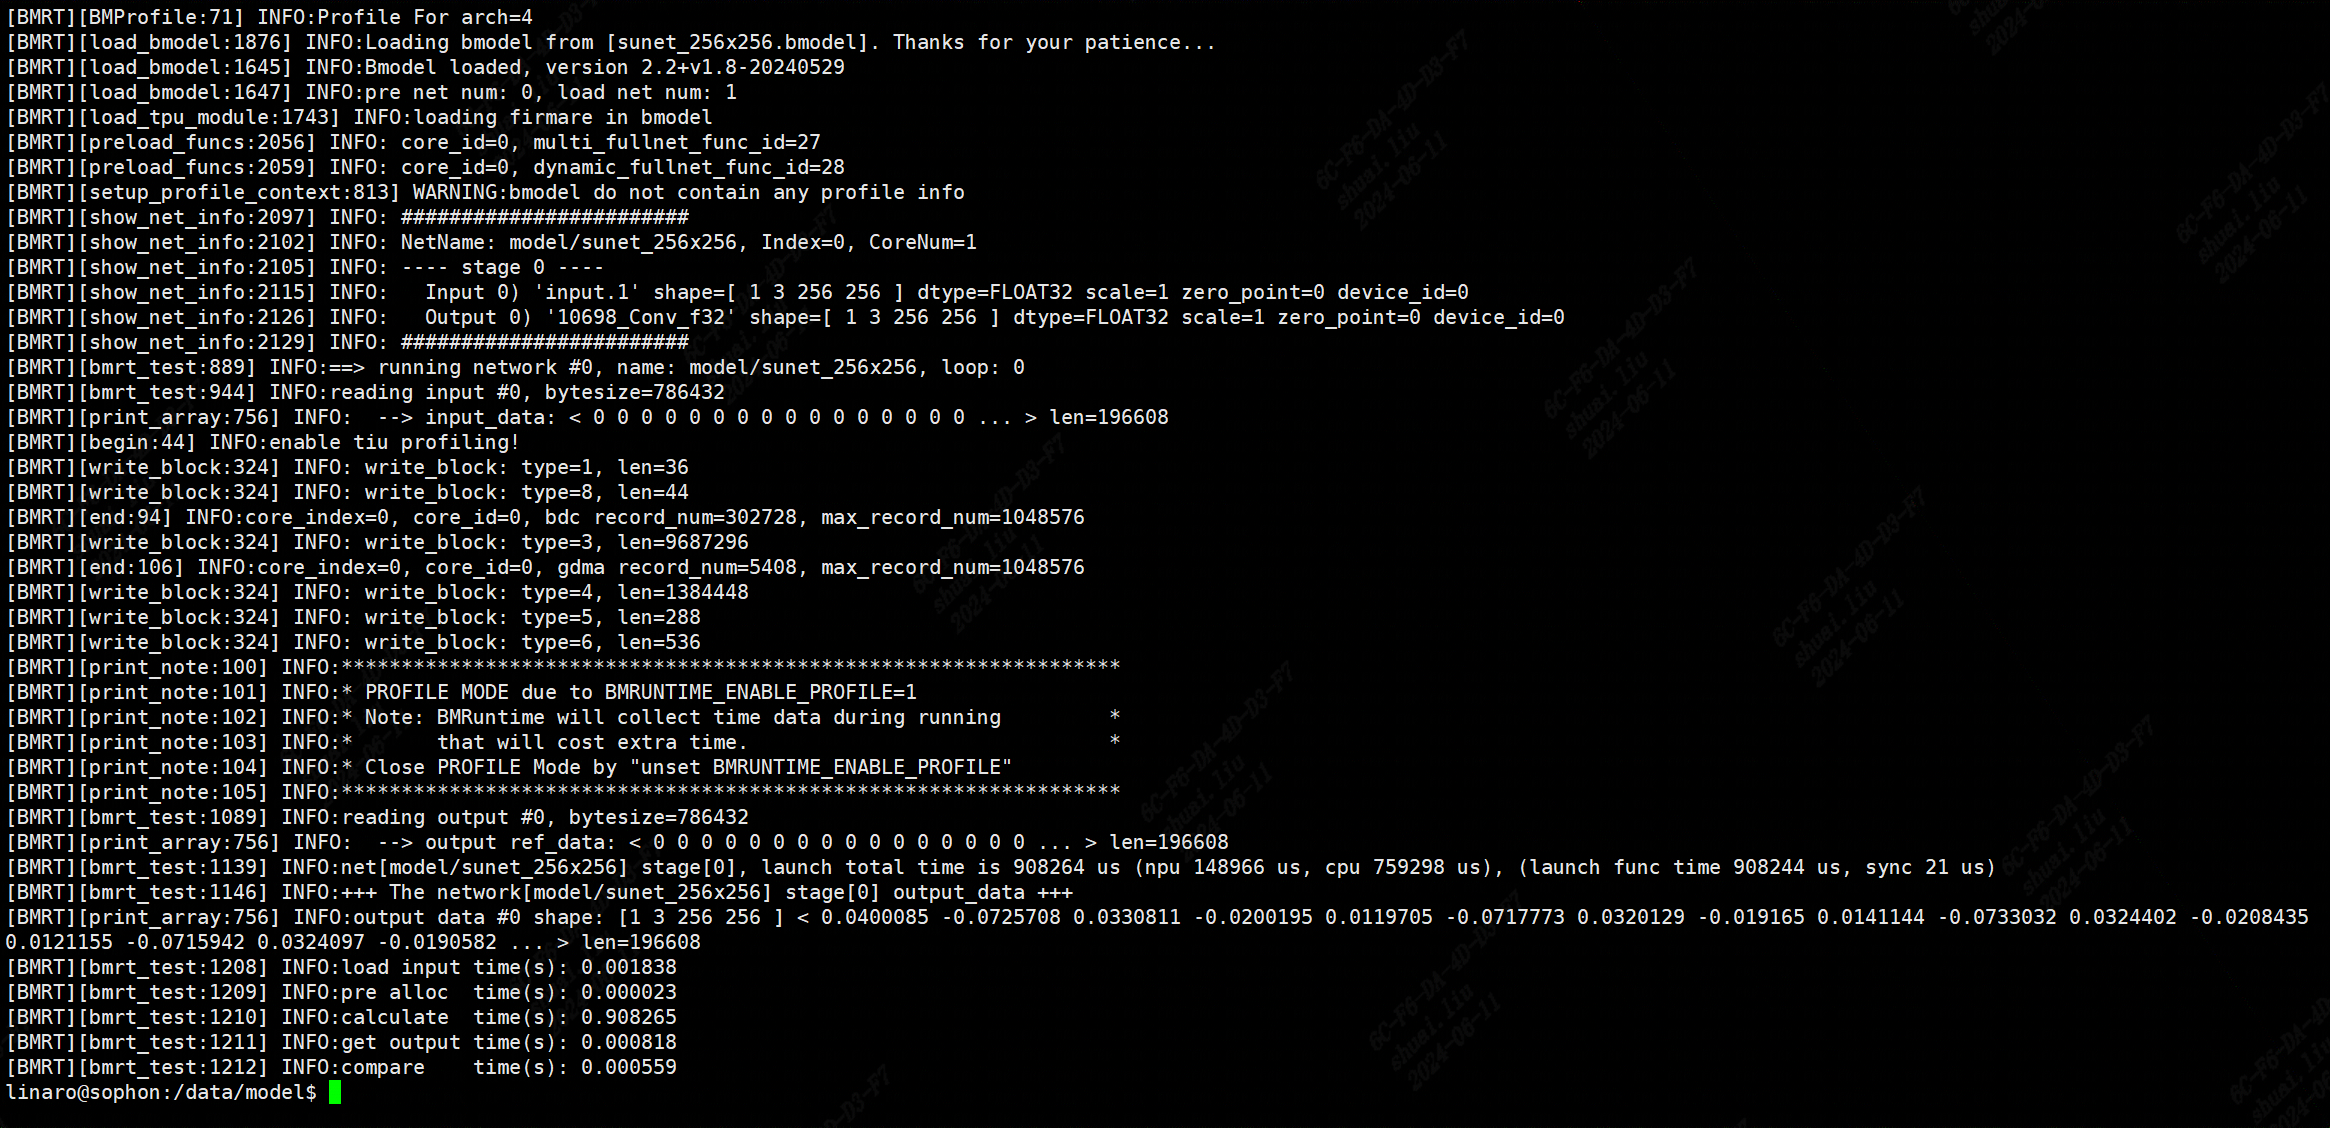 [BMRT][BMProfile:71] INFO:Profile For arch=4
[BMRT][load_bmodel:1876] INFO:Loading bmodel from [sunet_256x256.bmodel]. Thanks for your patience...
[BMRT][load_bmodel:1645] INFO:Bmodel loaded, version 2.2+v1.8-20240529
[BMRT][load_bmodel:1647] INFO:pre net num: 0, load net num: 1
[BMRT][load_tpu_module:1743] INFO:loading firmare in bmodel
[BMRT][preload_funcs:2056] INFO: core_id=0, multi_fullnet_func_id=27
[BMRT][preload_funcs:2059] INFO: core_id=0, dynamic_fullnet_func_id=28
[BMRT][setup_profile_context:813] WARNING:bmodel do not contain any profile info
[BMRT][show_net_info:2097] INFO: ########################
[BMRT][show_net_info:2102] INFO: NetName: model/sunet_256x256, Index=0, CoreNum=1
[BMRT][show_net_info:2105] INFO: ---- stage 0 ----
[BMRT][show_net_info:2115] INFO:   Input 0) 'input.1' shape=[ 1 3 256 256 ] dtype=FLOAT32 scale=1 zero_point=0 device_id=0
[BMRT][show_net_info:2126] INFO:   Output 0) '10698_Conv_f32' shape=[ 1 3 256 256 ] dtype=FLOAT32 scale=1 zero_point=0 device_id=0
[BMRT][show_net_info:2129] INFO: ########################
[BMRT][bmrt_test:889] INFO:==> running network #0, name: model/sunet_256x256, loop: 0
[BMRT][bmrt_test:944] INFO:reading input #0, bytesize=786432
[BMRT][print_array:756] INFO:  --> input_data: < 0 0 0 0 0 0 0 0 0 0 0 0 0 0 0 0 ... > len=196608
[BMRT][begin:44] INFO:enable tiu profiling!
[BMRT][write_block:324] INFO: write_block: type=1, len=36
[BMRT][write_block:324] INFO: write_block: type=8, len=44
[BMRT][end:94] INFO:core_index=0, core_id=0, bdc record_num=302728, max_record_num=1048576
[BMRT][write_block:324] INFO: write_block: type=3, len=9687296
[BMRT][end:106] INFO:core_index=0, core_id=0, gdma record_num=5408, max_record_num=1048576
[BMRT][write_block:324] INFO: write_block: type=4, len=1384448
[BMRT][write_block:324] INFO: write_block: type=5, len=288
[BMRT][write_block:324] INFO: write_block: type=6, len=536
[BMRT][print_note:100] INFO:*****************************************************************
[BMRT][print_note:101] INFO:* PROFILE MODE due to BMRUNTIME_ENABLE_PROFILE=1
[BMRT][print_note:102] INFO:* Note: BMRuntime will collect time data during running         *
[BMRT][print_note:103] INFO:*       that will cost extra time.                              *
[BMRT][print_note:104] INFO:* Close PROFILE Mode by "unset BMRUNTIME_ENABLE_PROFILE"
[BMRT][print_note:105] INFO:*****************************************************************
[BMRT][bmrt_test:1089] INFO:reading output #0, bytesize=786432
[BMRT][print_array:756] INFO:  --> output ref_data: < 0 0 0 0 0 0 0 0 0 0 0 0 0 0 0 0 ... > len=196608
[BMRT][bmrt_test:1139] INFO:net[model/sunet_256x256] stage[0], launch total time is 908264 us (npu 148966 us, cpu 759298 us), (launch func time 908244 us, sync 21 us)
[BMRT][bmrt_test:1146] INFO:+++ The network[model/sunet_256x256] stage[0] output_data +++
[BMRT][print_array:756] INFO:output data #0 shape: [1 3 256 256 ] < 0.0400085 -0.0725708 0.0330811 -0.0200195 0.0119705 -0.0717773 0.0320129 -0.019165 0.0141144 -0.0733032 0.0324402 -0.0208435
0.0121155 -0.0715942 0.0324097 -0.0190582 ... > len=196608
[BMRT][bmrt_test:1208] INFO:load input time(s): 0.001838
[BMRT][bmrt_test:1209] INFO:pre alloc  time(s): 0.000023
[BMRT][bmrt_test:1210] INFO:calculate  time(s): 0.908265
[BMRT][bmrt_test:1211] INFO:get output time(s): 0.000818
[BMRT][bmrt_test:1212] INFO:compare    time(s): 0.000559
linaro@sophon:/data/model$
6C-F6-DA-4D-D3-F7
shuai.liu
2024-06-11